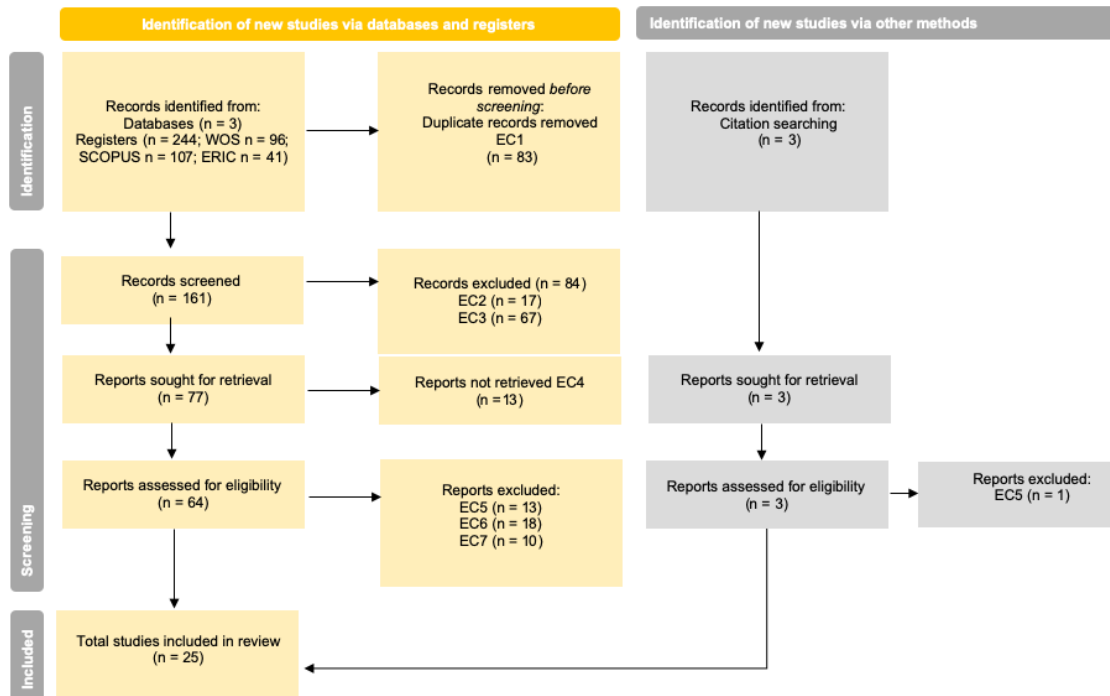 Identification of new studies via databases and registers
Identification of new studies via other methods
Identification
Records identified from:
Databases (n = 3)
Registers (n = 244; WOS n = 96;
SCOPUS n = 107; ERIC n = 41)
Records removed before
screening:
Duplicate records removed
EC1
(n = 83)
Records identified from:
Citation searching
(n = 3)
Screening
Records screened
(n = 161)
Records excluded (n = 84)
EC2 (n = 17)
EC3 (n = 67)
Reports sought for retrieval
(n = 77)
Reports not retrieved EC4
(n =13)
Reports sought for retrieval
(n = 3)
Reports assessed for eligibility
(n = 64)
Reports excluded:
EC5 (n = 13)
EC6 (n = 18)
EC7 (n = 10)
Reports assessed for eligibility
(n = 3)
Reports excluded:
EC5 (n = 1)
Included
Total studies included in review
(n = 25)